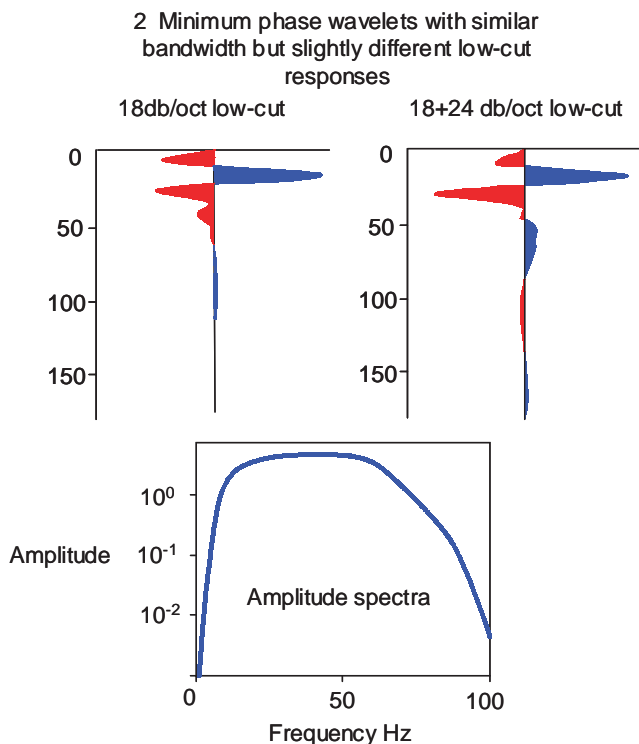 2 Minimum phase wavelets with similar
bandwidth but slightly different low-cut
responses
18db/oct low-cut
18+24 db/oct low-cut
0
50
100
150
0
50
100
150
10⁰
10⁻¹
10⁻²
Amplitude
Amplitude spectra
0
50
100
Frequency Hz